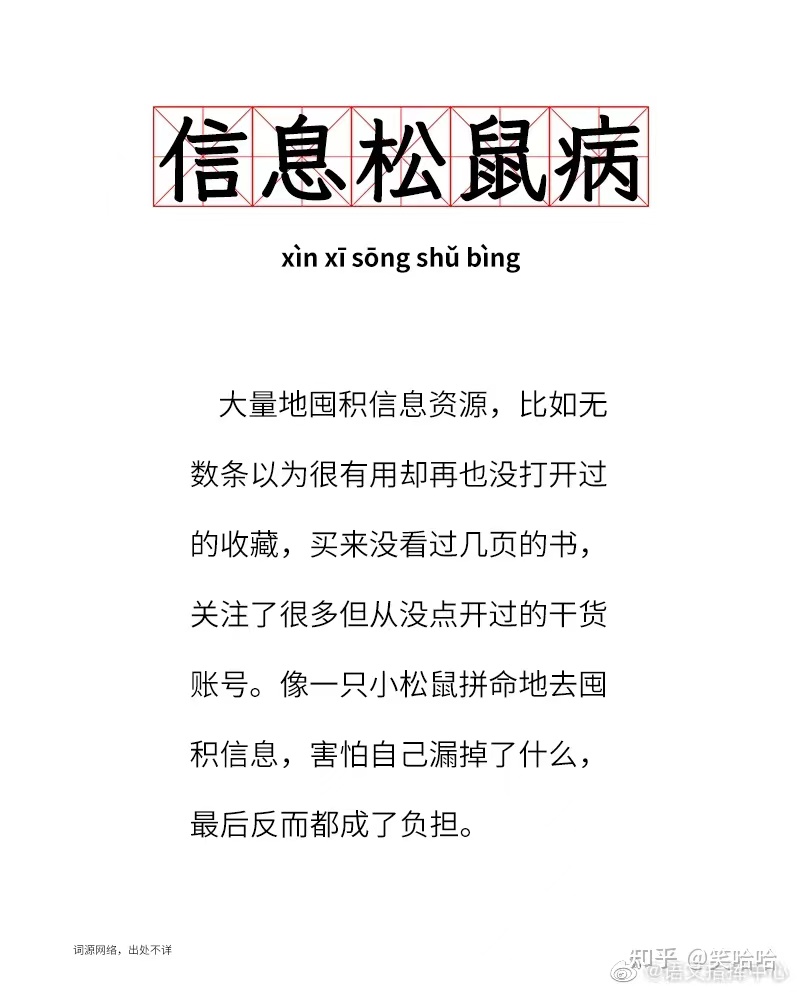 信息松鼠病
xìn xī sōng shǔ bìng
大量地囤积信息资源，比如无
数条以为很有用却再也没打开过
的收藏，买来没看过几页的书，
关注了很多但从没点开过的干货
账号。像一只小松鼠拼命地去囤
积信息，害怕自己漏掉了什么，
最后反而都成了负担。
词源网络，出处不详
知乎 @笑哈哈
@语文指挥中心